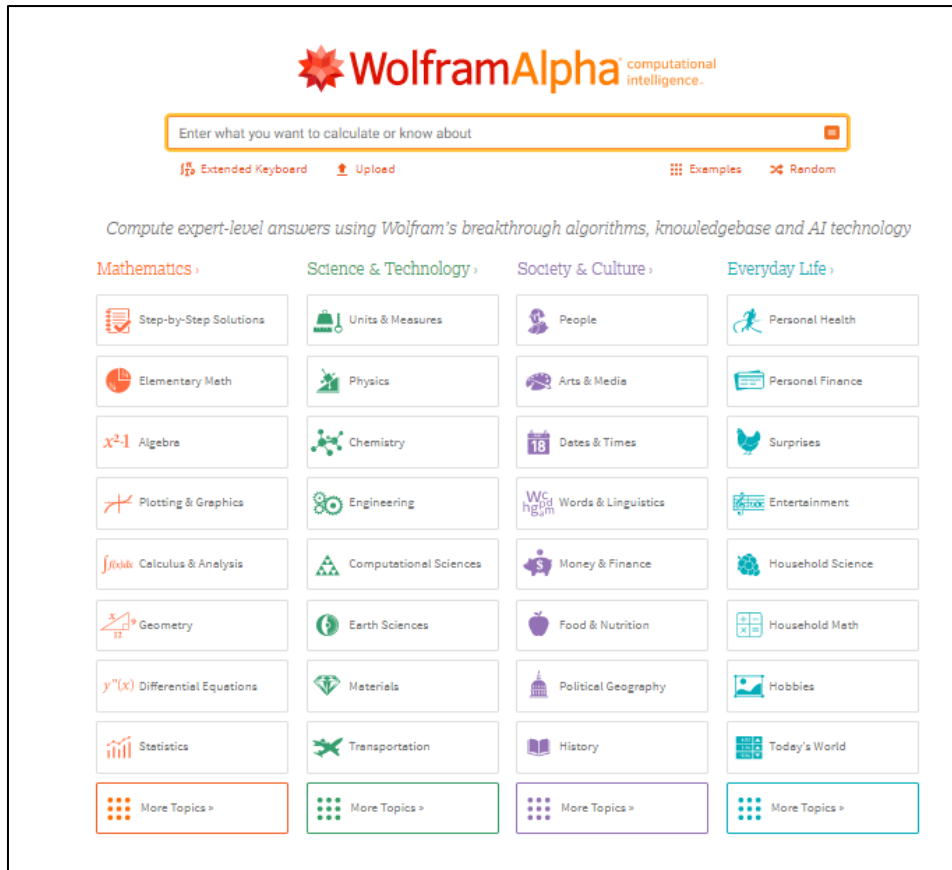 WolframAlpha computational
intelligence™
Enter what you want to calculate or know about
Extended Keyboard
Upload
Examples
Random
Compute expert-level answers using Wolfram's breakthrough algorithms, knowledgebase and AI technology
Mathematics ›
Step-by-Step Solutions
Elementary Math
x²-1 Algebra
Plotting & Graphics
∫f(x)dx Calculus & Analysis
x 9 12 Geometry
y"(x) Differential Equations
Statistics
More Topics »
Science & Technology ›
Units & Measures
Physics
Chemistry
Engineering
Computational Sciences
Earth Sciences
Materials
Transportation
More Topics »
Society & Culture ›
People
Arts & Media
18 Dates & Times
Words & Linguistics
$ Money & Finance
Food & Nutrition
Political Geography
History
More Topics »
Everyday Life ›
Personal Health
Personal Finance
Surprises
Entertainment
Household Science
Household Math
Hobbies
Today's World
More Topics »